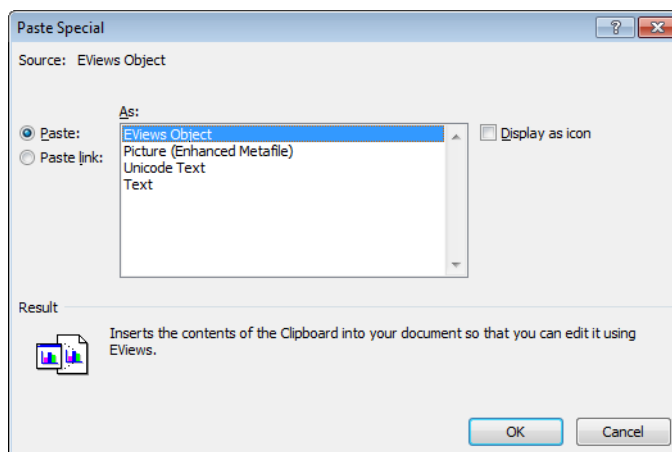 Paste Special
Source: EViews Object
As:
Paste:
Paste link:
EViews Object
Picture (Enhanced Metafile)
Unicode Text
Text
Display as icon
Result
Inserts the contents of the Clipboard into your document so that you can edit it using
EViews.
OK
Cancel